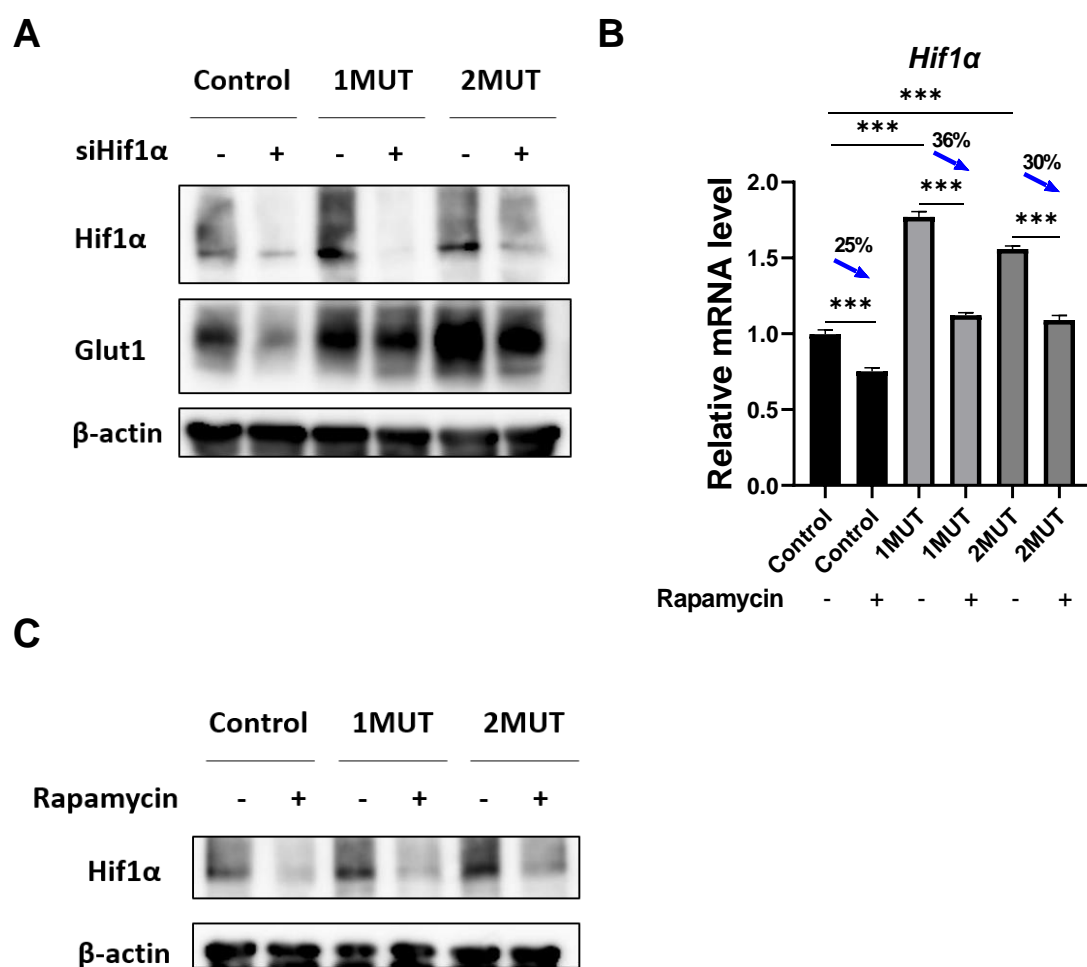 A
Control 1MUT 2MUT
siHif1α - + - + - +
Hif1α
Glut1
β-actin
B
Hif1α
***
***
36%
30%
***
***
25%
***
Relative mRNA level
2.0
1.5
1.0
0.5
0.0
Control Control 1MUT 1MUT 2MUT 2MUT
Rapamycin - + - + - +
C
Control 1MUT 2MUT
Rapamycin - + - + - +
Hif1α
β-actin